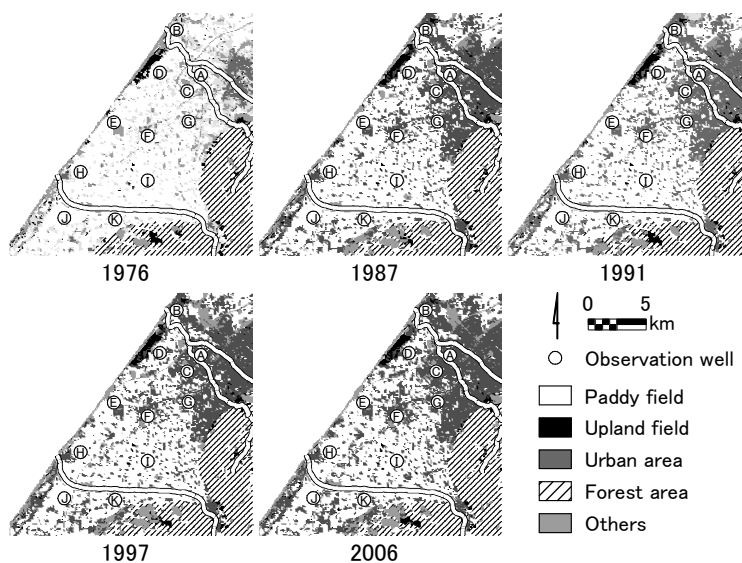 B
D
A
C
E
F
G
H
I
J
K
1976
B
D
A
C
E
F
G
H
I
J
K
1987
B
D
A
C
E
F
G
H
I
J
K
1991
B
D
A
C
E
F
G
H
I
J
K
1997
B
D
A
C
E
F
G
H
I
J
K
2006
0 5
km
Observation well
Paddy field
Upland field
Urban area
Forest area
Others